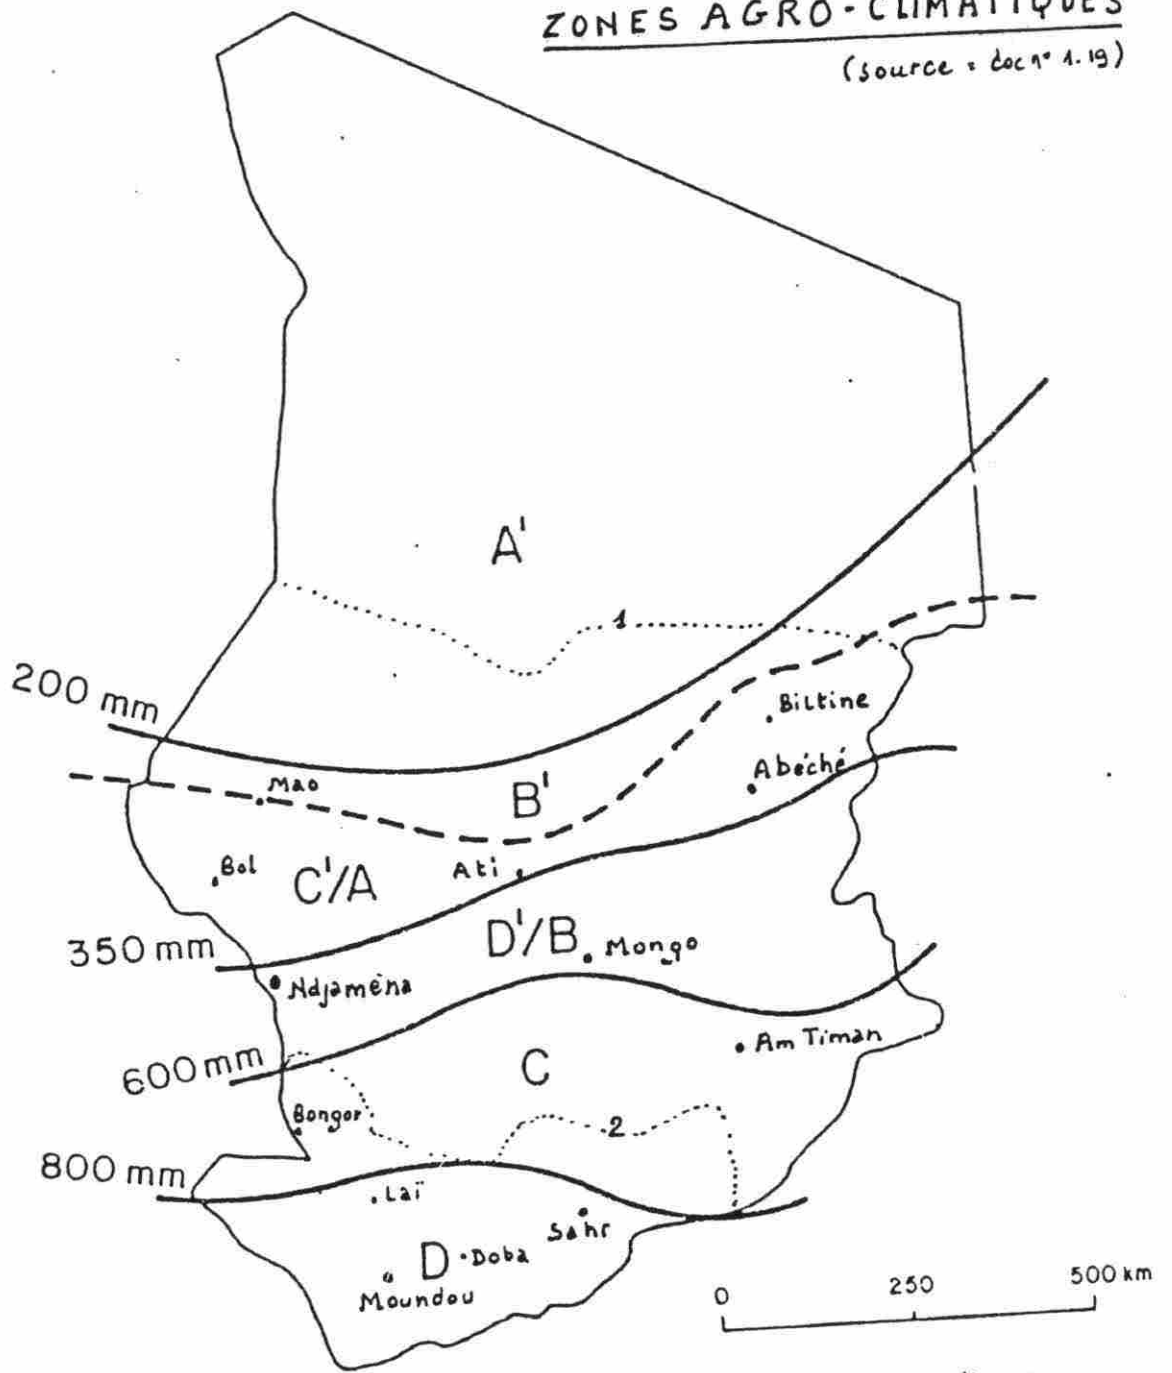 ZONES AGRO-CLIMATIQUES
(source : doc n° 1.19)
A'
1
200 mm
Biltine
Mao
Abéché
B'
Bol
C'/A
Ati
350 mm
D'/B
Mongo
Ndjaména
600 mm
Am Timan
C
Bongor
2
800 mm
Laï
Sahr
D
Doba
Moundou
0
250
500 km